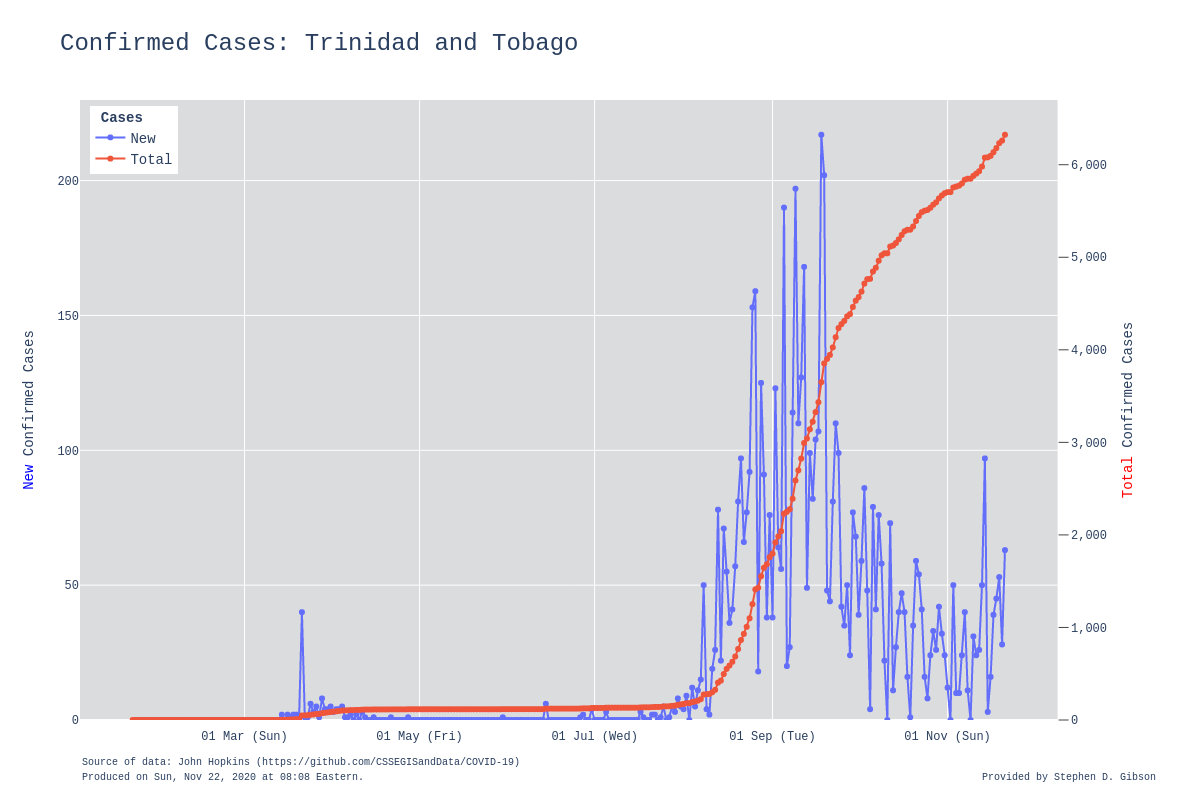 Confirmed Cases: Trinidad and Tobago
Cases
New
Total
200
150
100
50
0
6,000
5,000
4,000
3,000
2,000
1,000
0
New Confirmed Cases
Total Confirmed Cases
01 Mar (Sun)
01 May (Fri)
01 Jul (Wed)
01 Sep (Tue)
01 Nov (Sun)
Source of data: John Hopkins (https://github.com/CSSEGISandData/COVID-19)
Produced on Sun, Nov 22, 2020 at 08:08 Eastern.
Provided by Stephen D. Gibson